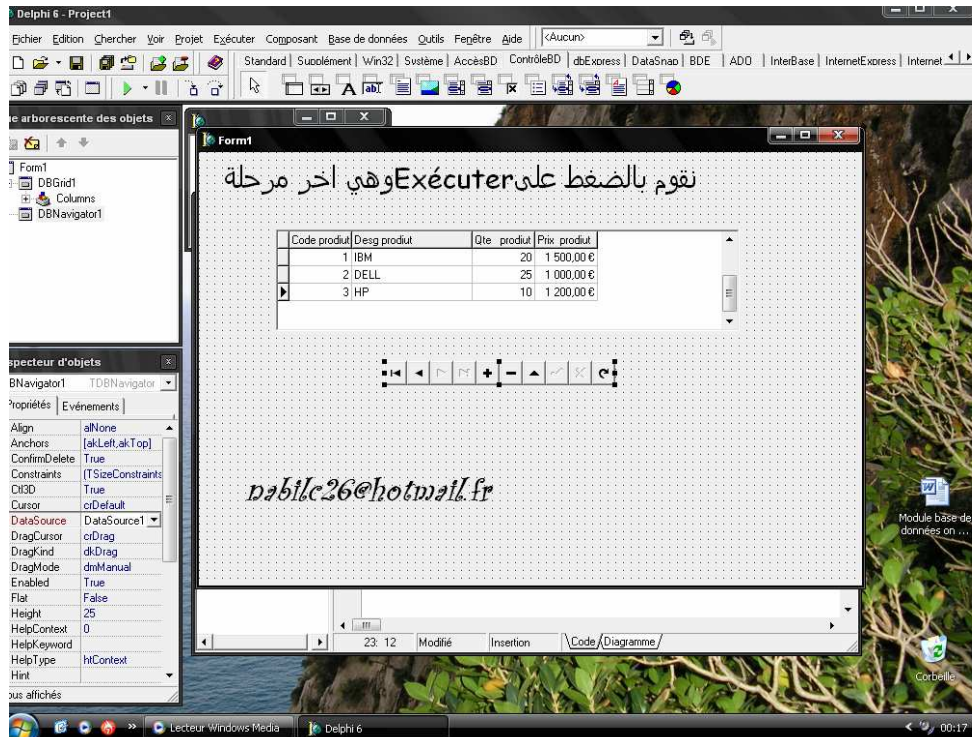 Delphi 6 - Project1
Fichier Edition Chercher Voir Projet Exécuter Composant Base de données Outils Fenêtre Aide <Aucun>
Standard Supplément Win32 Système AccèsBD ContrôleBD dbExpress DataSnap BDE ADO InterBase InternetExpress Internet
e arborescente des objets
Form1
DBGrid1
Columns
DBNavigator1
Form1
نقوم بالضغط علىExécuterوهي اخر مرحلة
Code prodiut Desg prodiut Qte prodiut Prix prodiut
1 IBM 20 1 500,00 €
2 DELL 25 1 000,00 €
3 HP 10 1 200,00 €
nabilc26@hotmail.fr
specteur d'objets
BNavigator1 TDBNavigator
Propriétés Evénements
Align alNone
Anchors [akLeft,akTop]
ConfirmDelete True
Constraints (TSizeConstraints
Ctl3D True
Cursor crDefault
DataSource DataSource1
DragCursor crDrag
DragKind dkDrag
DragMode dmManual
Enabled True
Flat False
Height 25
HelpContext 0
HelpKeyword
HelpType htContext
Hint
ous affichés
23: 12 Modifié Insertion Code Diagramme
Module base de
données on ...
Corbeille
Lecteur Windows Media Delphi 6 00:17